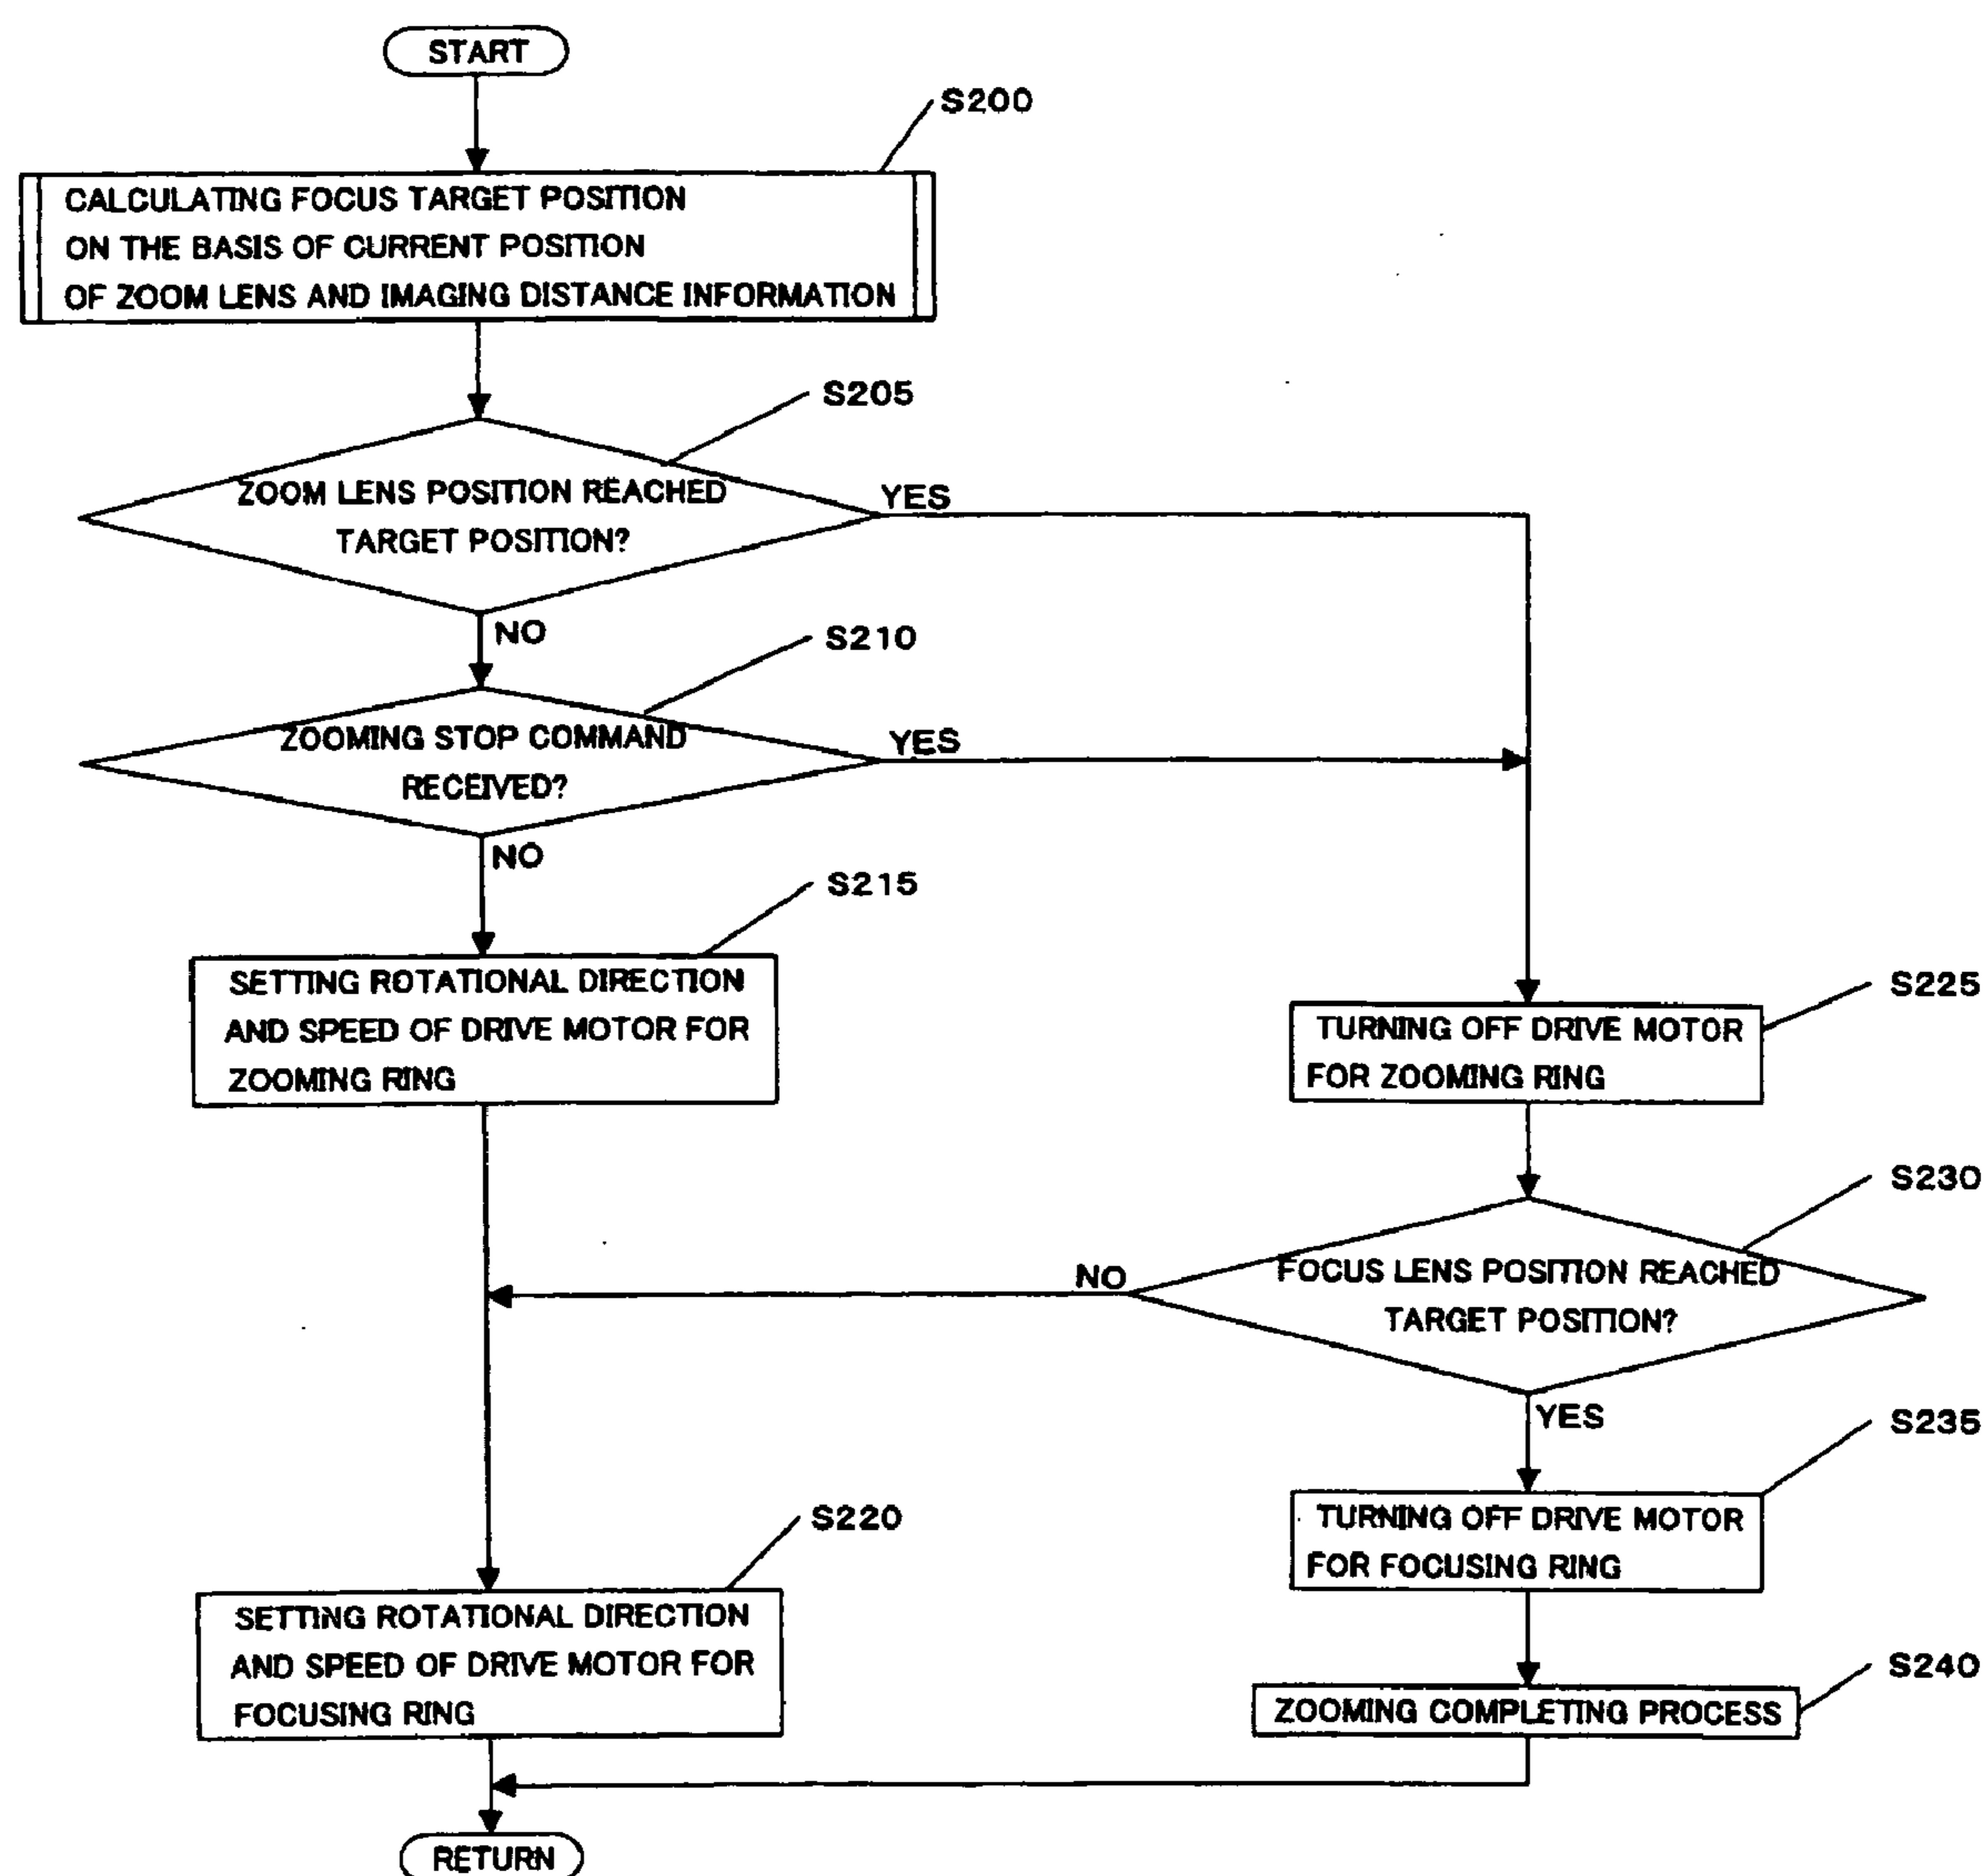 START
S200
CALCULATING FOCUS TARGET POSITION
ON THE BASIS OF CURRENT POSITION
OF ZOOM LENS AND IMAGING DISTANCE INFORMATION
S205
ZOOM LENS POSITION REACHED
TARGET POSITION?
YES
NO
S210
ZOOMING STOP COMMAND
RECEIVED?
YES
NO
S215
SETTING ROTATIONAL DIRECTION
AND SPEED OF DRIVE MOTOR FOR
ZOOMING RING
S225
TURNING OFF DRIVE MOTOR
FOR ZOOMING RING
S230
FOCUS LENS POSITION REACHED
TARGET POSITION?
NO
YES
S235
TURNING OFF DRIVE MOTOR
FOR FOCUSING RING
S220
SETTING ROTATIONAL DIRECTION
AND SPEED OF DRIVE MOTOR FOR
FOCUSING RING
S240
ZOOMING COMPLETING PROCESS
RETURN